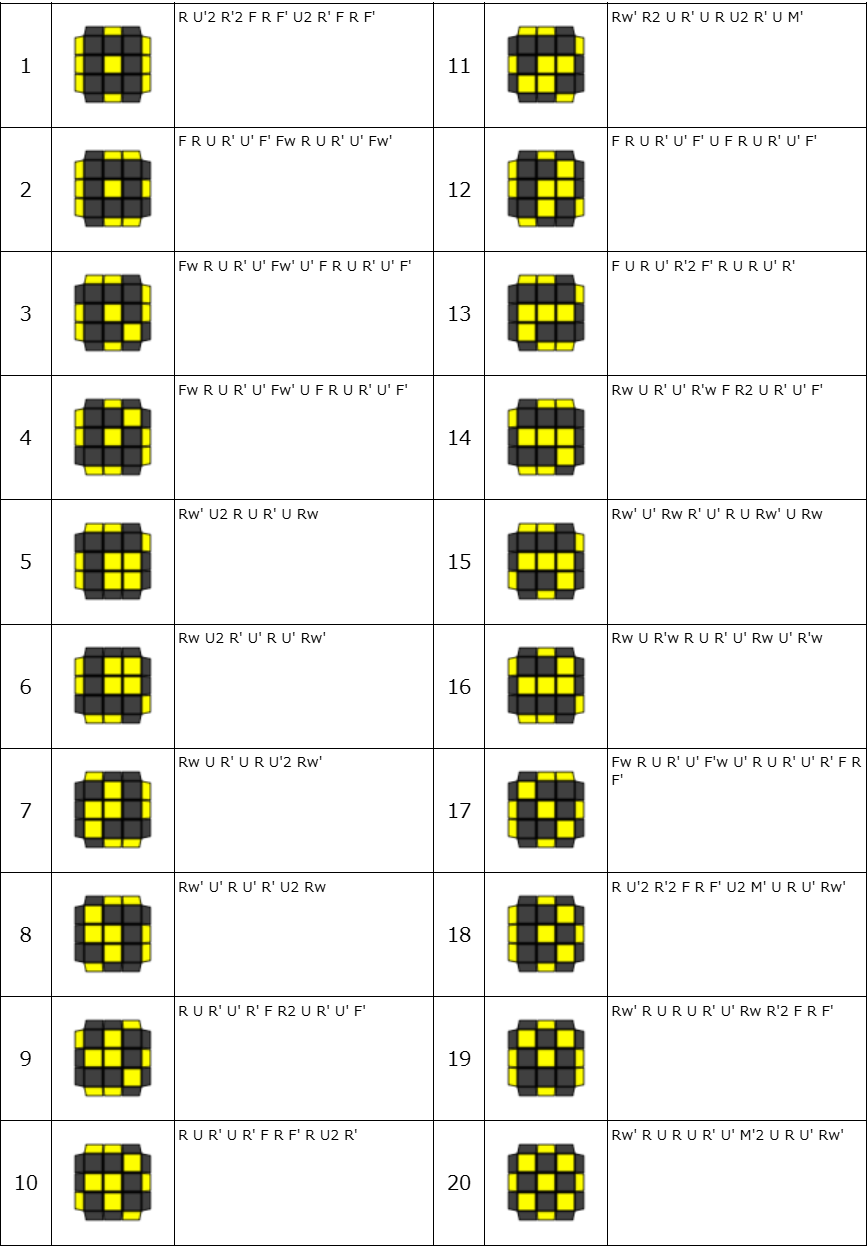 1
R U'2 R'2 F R F' U2 R' F R F'
11
Rw' R2 U R' U R U2 R' U M'
2
F R U R' U' F' Fw R U R' U' Fw'
12
F R U R' U' F' U F R U R' U' F'
3
Fw R U R' U' Fw' U' F R U R' U' F'
13
F U R U' R'2 F' R U R U' R'
4
Fw R U R' U' Fw' U F R U R' U' F'
14
Rw U R' U' R'w F R2 U R' U' F'
5
Rw' U2 R U R' U Rw
15
Rw' U' Rw R' U' R U Rw' U Rw
6
Rw U2 R' U' R U' Rw'
16
Rw U R'w R U R' U' Rw U' R'w
7
Rw U R' U R U'2 Rw'
17
Fw R U R' U' F'w U' R U R' U' R' F R
F'
8
Rw' U' R U' R' U2 Rw
18
R U'2 R'2 F R F' U2 M' U R U' Rw'
9
R U R' U' R' F R2 U R' U' F'
19
Rw' R U R U R' U' Rw R'2 F R F'
10
R U R' U R' F R F' R U2 R'
20
Rw' R U R U R' U' M'2 U R U' Rw'